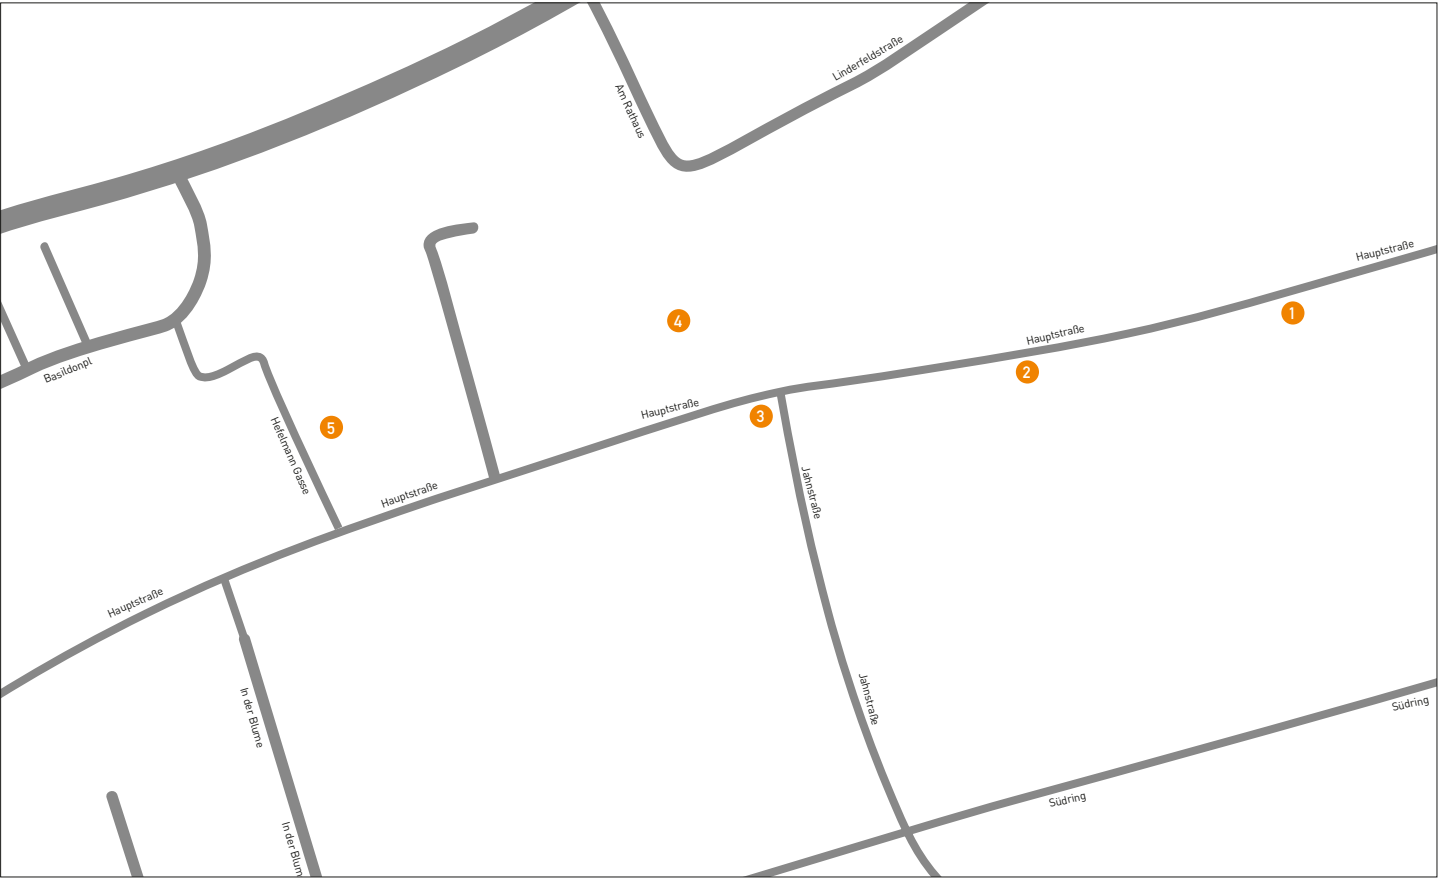 Linderfeldstraße
Am Rathaus
Hauptstraße
1
4
Hauptstraße
2
Basildonpl
Hauptstraße
3
5
Hefelmann Gasse
Hauptstraße
Jahnstraße
Hauptstraße
Jahnstraße
In der Blume
Südring
Südring
In der Blum